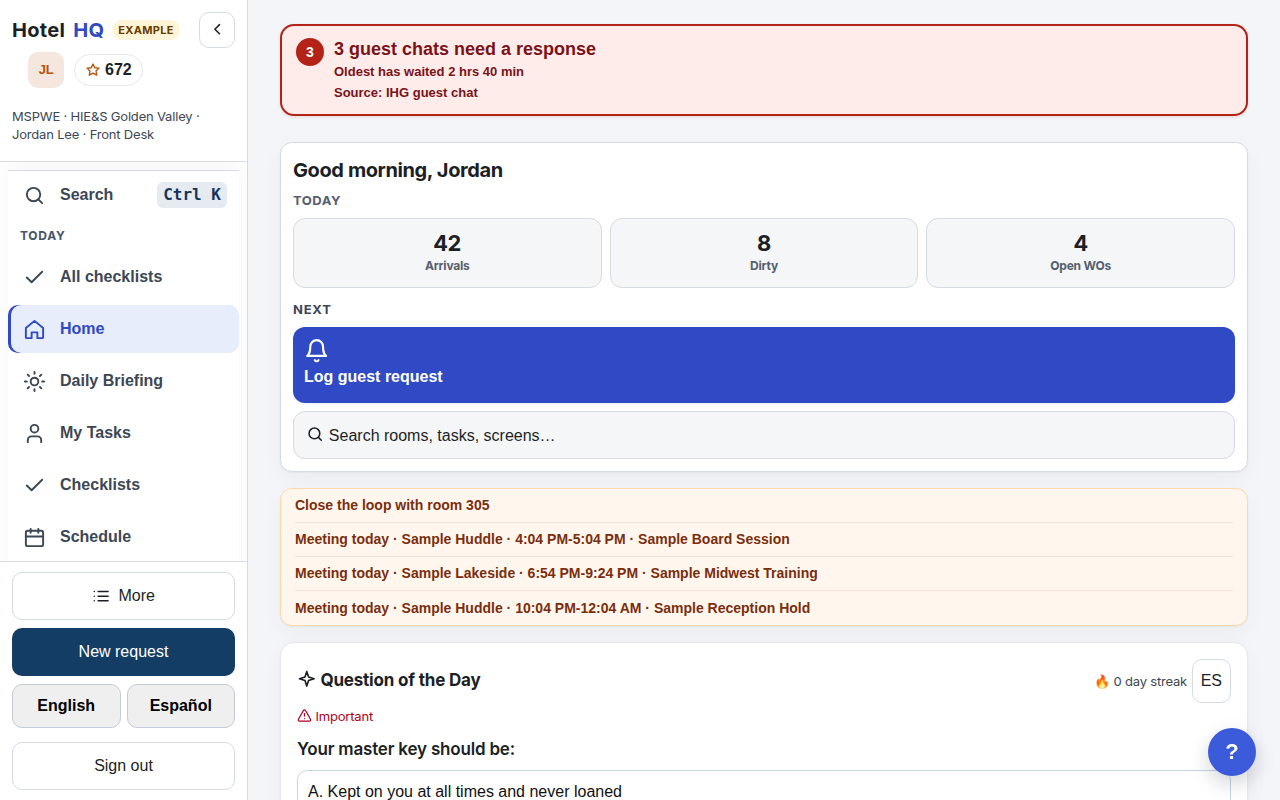 Hotel HQ EXAMPLE
JL 672
MSPWE · HIE&S Golden Valley ·
Jordan Lee · Front Desk
Search Ctrl K
TODAY
All checklists
Home
Daily Briefing
My Tasks
Checklists
Schedule
More
New request
English Español
Sign out
3 3 guest chats need a response
Oldest has waited 2 hrs 40 min
Source: IHG guest chat
Good morning, Jordan
TODAY
42 8 4
Arrivals Dirty Open WOs
NEXT
Log guest request
Search rooms, tasks, screens…
Close the loop with room 305
Meeting today · Sample Huddle · 4:04 PM-5:04 PM · Sample Board Session
Meeting today · Sample Lakeside · 6:54 PM-9:24 PM · Sample Midwest Training
Meeting today · Sample Huddle · 10:04 PM-12:04 AM · Sample Reception Hold
Question of the Day 🔥 0 day streak ES
Important
Your master key should be:
A. Kept on you at all times and never loaned
?